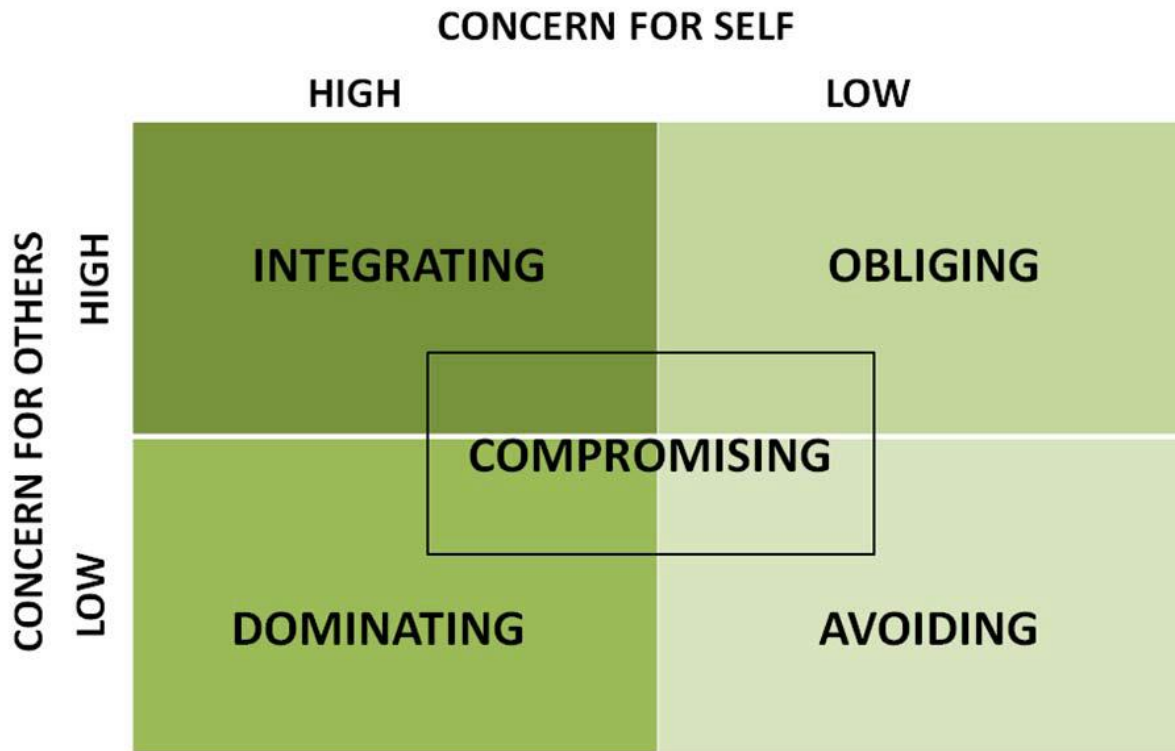 CONCERN FOR SELF
HIGH LOW
CONCERN FOR OTHERS
HIGH
INTEGRATING OBLIGING
COMPROMISING
LOW
DOMINATING AVOIDING